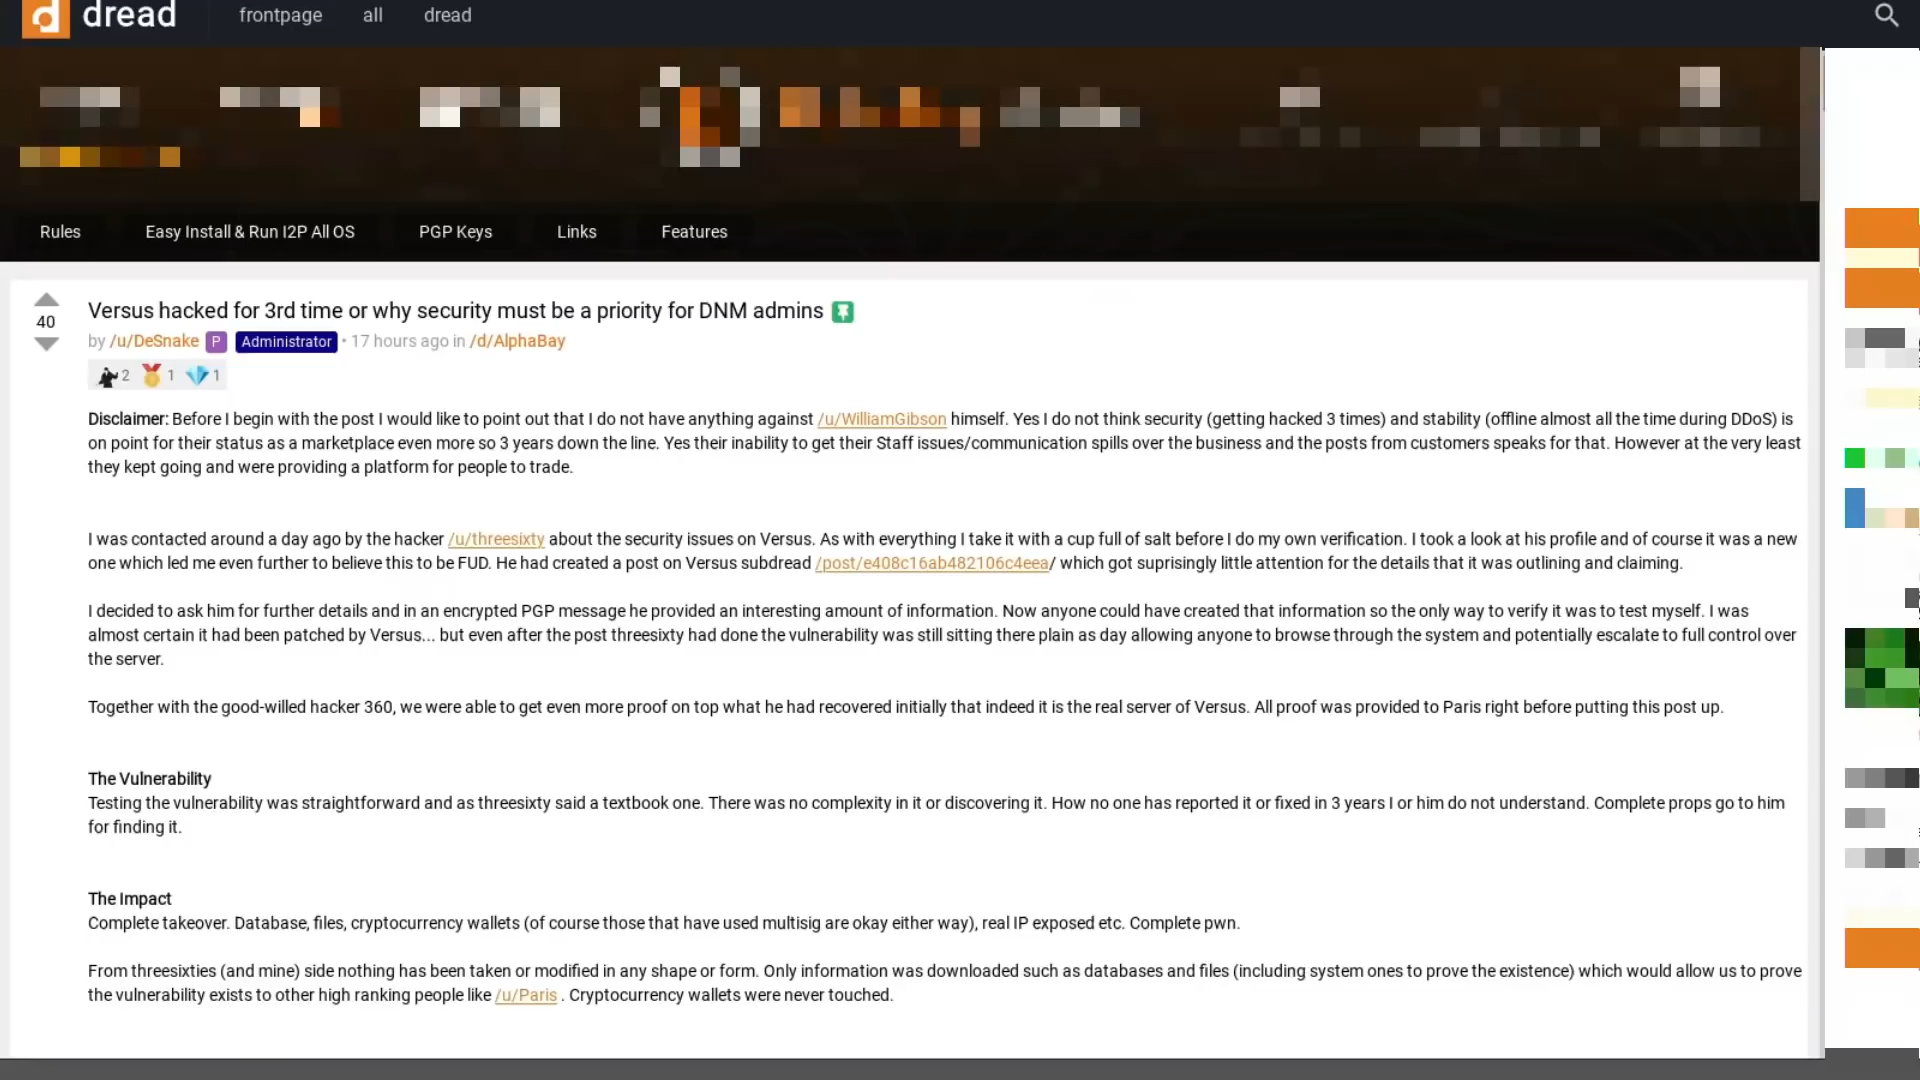 dread
frontpage all dread
Rules Easy Install & Run I2P All OS PGP Keys Links Features
Versus hacked for 3rd time or why security must be a priority for DNM admins
40
by /u/DeSnake P Administrator • 17 hours ago in /d/AlphaBay
2 1 1
Disclaimer: Before I begin with the post I would like to point out that I do not have anything against /u/WilliamGibson himself. Yes I do not think security (getting hacked 3 times) and stability (offline almost all the time during DDoS) is
on point for their status as a marketplace even more so 3 years down the line. Yes their inability to get their Staff issues/communication spills over the business and the posts from customers speaks for that. However at the very least
they kept going and were providing a platform for people to trade.
I was contacted around a day ago by the hacker /u/threesixty about the security issues on Versus. As with everything I take it with a cup full of salt before I do my own verification. I took a look at his profile and of course it was a new
one which led me even further to believe this to be FUD. He had created a post on Versus subdread /post/e408c16ab482106c4eea/ which got suprisingly little attention for the details that it was outlining and claiming.
I decided to ask him for further details and in an encrypted PGP message he provided an interesting amount of information. Now anyone could have created that information so the only way to verify it was to test myself. I was
almost certain it had been patched by Versus... but even after the post threesixty had done the vulnerability was still sitting there plain as day allowing anyone to browse through the system and potentially escalate to full control over
the server.
Together with the good-willed hacker 360, we were able to get even more proof on top what he had recovered initially that indeed it is the real server of Versus. All proof was provided to Paris right before putting this post up.
The Vulnerability
Testing the vulnerability was straightforward and as threesixty said a textbook one. There was no complexity in it or discovering it. How no one has reported it or fixed in 3 years I or him do not understand. Complete props go to him
for finding it.
The Impact
Complete takeover. Database, files, cryptocurrency wallets (of course those that have used multisig are okay either way), real IP exposed etc. Complete pwn.
From threesixties (and mine) side nothing has been taken or modified in any shape or form. Only information was downloaded such as databases and files (including system ones to prove the existence) which would allow us to prove
the vulnerability exists to other high ranking people like /u/Paris . Cryptocurrency wallets were never touched.